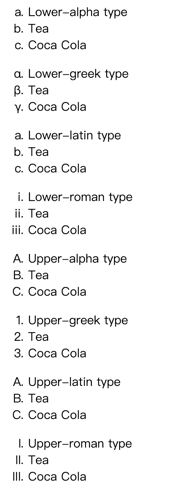 a. Lower-alpha type
b. Tea
c. Coca Cola
α. Lower-greek type
β. Tea
γ. Coca Cola
a. Lower-latin type
b. Tea
c. Coca Cola
i. Lower-roman type
ii. Tea
iii. Coca Cola
A. Upper-alpha type
B. Tea
C. Coca Cola
1. Upper-greek type
2. Tea
3. Coca Cola
A. Upper-latin type
B. Tea
C. Coca Cola
I. Upper-roman type
II. Tea
III. Coca Cola